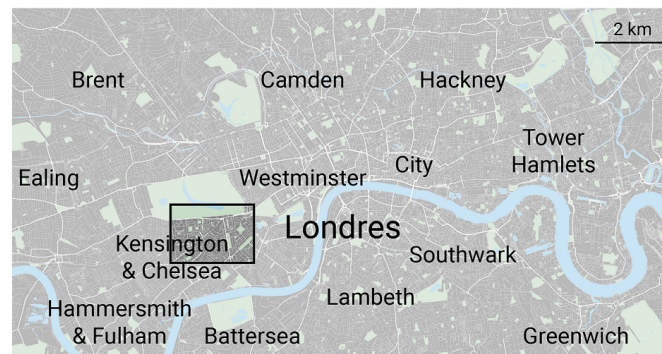 2 km
Brent
Camden
Hackney
Tower
Hamlets
City
Ealing
Westminster
Londres
Kensington
& Chelsea
Southwark
Lambeth
Hammersmith
& Fulham
Battersea
Greenwich